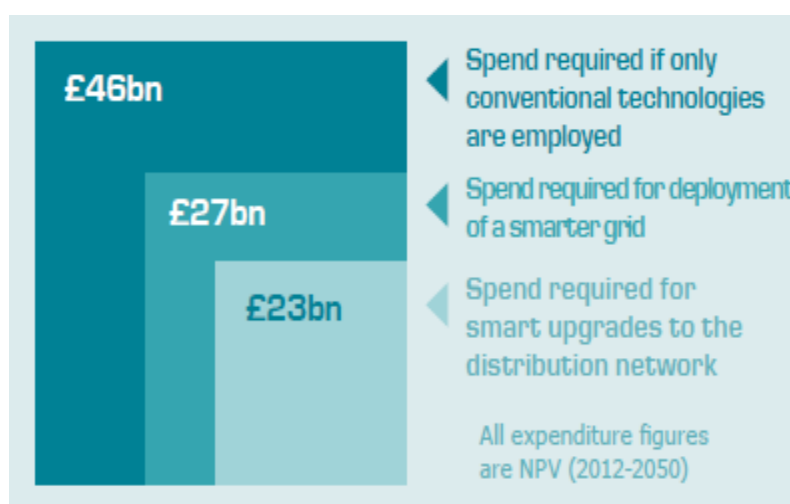 £46bn
Spend required if only
conventional technologies
are employed
£27bn
Spend required for deployment
of a smarter grid
£23bn
Spend required for
smart upgrades to the
distribution network
All expenditure figures
are NPV (2012-2050)